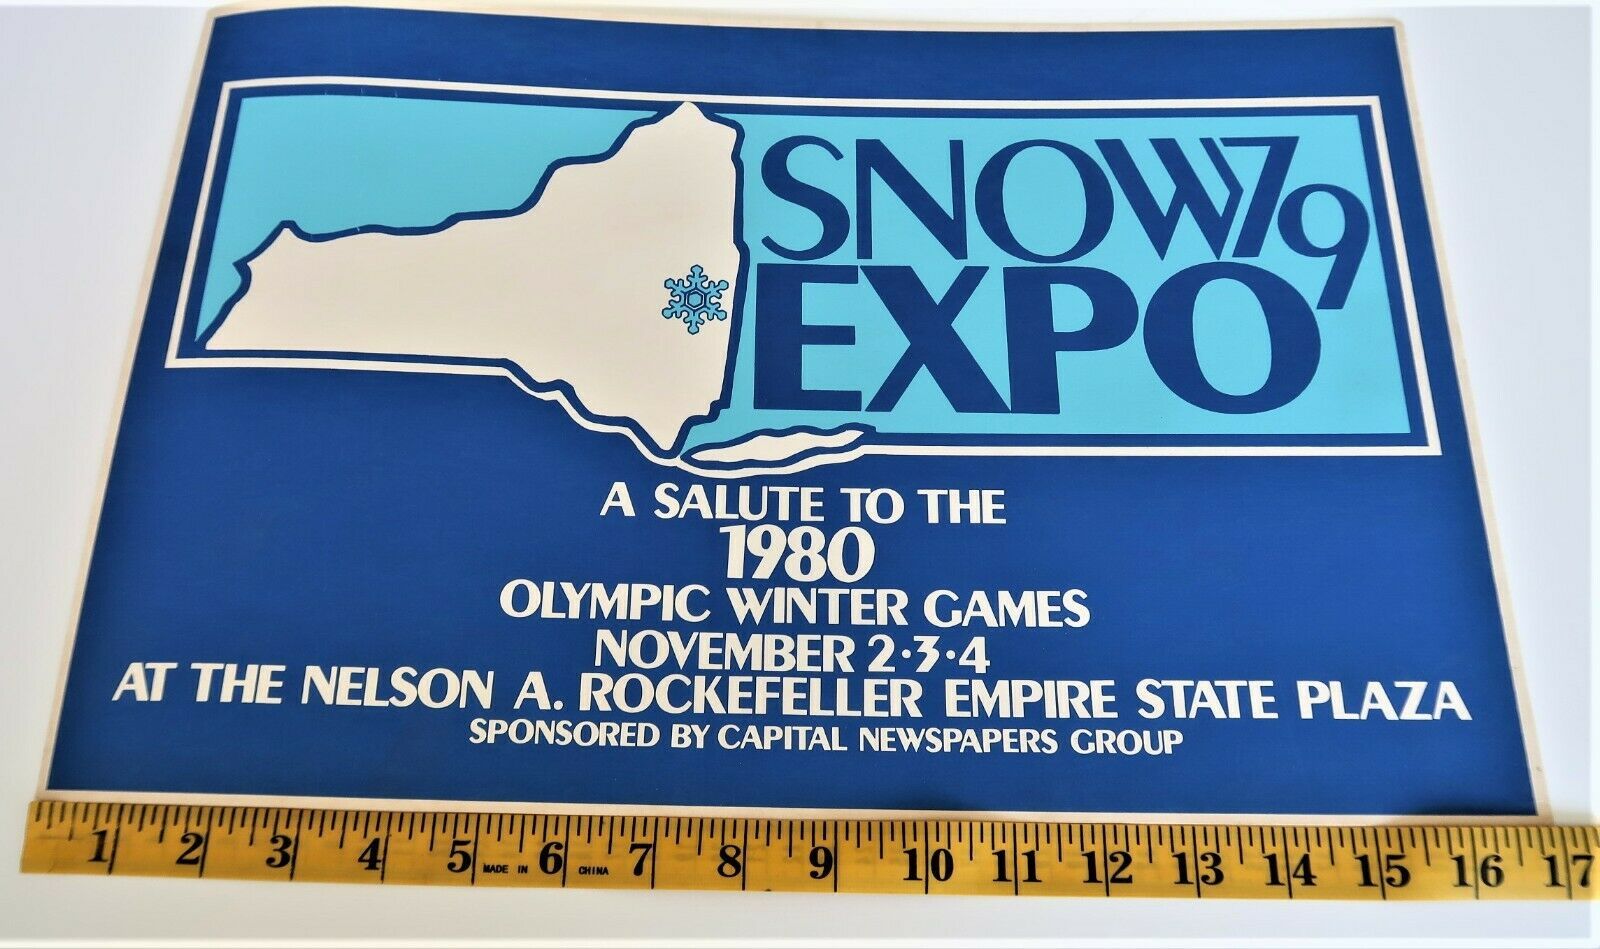 SNOW 79
EXPO
A SALUTE TO THE
1980
OLYMPIC WINTER GAMES
NOVEMBER 2·3·4
AT THE NELSON A. ROCKEFELLER EMPIRE STATE PLAZA
SPONSORED BY CAPITAL NEWSPAPERS GROUP
1 2 3 4 5 6 7 8 9 10 11 12 13 14 15 16 17
MADE IN CHINA